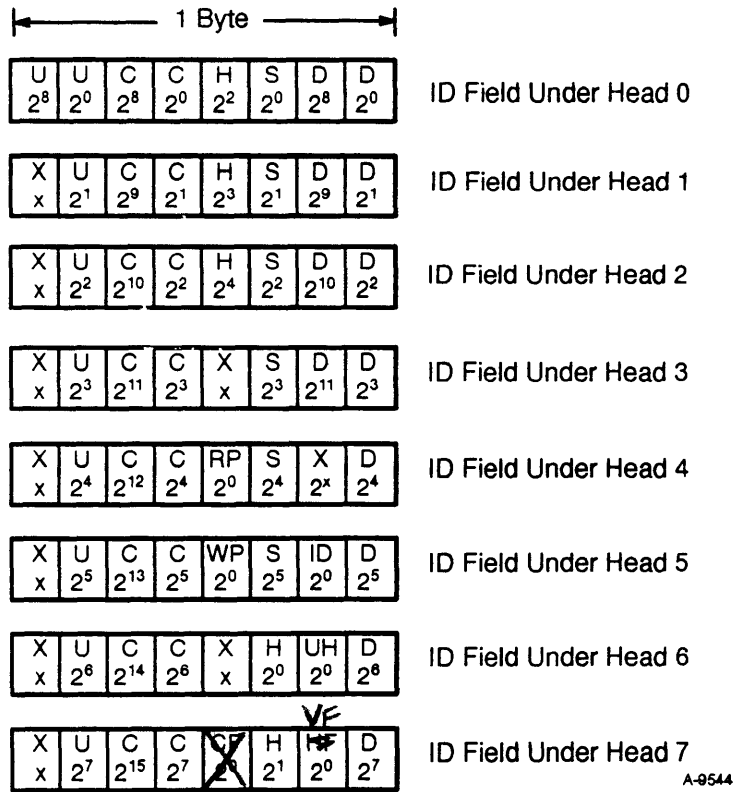 1 Byte
U U C C H S D D
2⁸ 2⁰ 2⁸ 2⁰ 2² 2⁰ 2⁸ 2⁰
ID Field Under Head 0
X U C C H S D D
x 2¹ 2⁹ 2¹ 2³ 2¹ 2⁹ 2¹
ID Field Under Head 1
X U C C H S D D
x 2² 2¹⁰ 2² 2⁴ 2² 2¹⁰ 2²
ID Field Under Head 2
X U C C X S D D
x 2³ 2¹¹ 2³ x 2³ 2¹¹ 2³
ID Field Under Head 3
X U C C RP S X D
x 2⁴ 2¹² 2⁴ 2⁰ 2⁴ 2ˣ 2⁴
ID Field Under Head 4
X U C C WP S ID D
x 2⁵ 2¹³ 2⁵ 2⁰ 2⁵ 2⁰ 2⁵
ID Field Under Head 5
X U C C X H UH D
x 2⁶ 2¹⁴ 2⁶ x 2⁰ 2⁰ 2⁶
ID Field Under Head 6
VF
X U C C H D
x 2⁷ 2¹⁵ 2⁷ 2¹ 2⁰ 2⁷
ID Field Under Head 7
A-9544